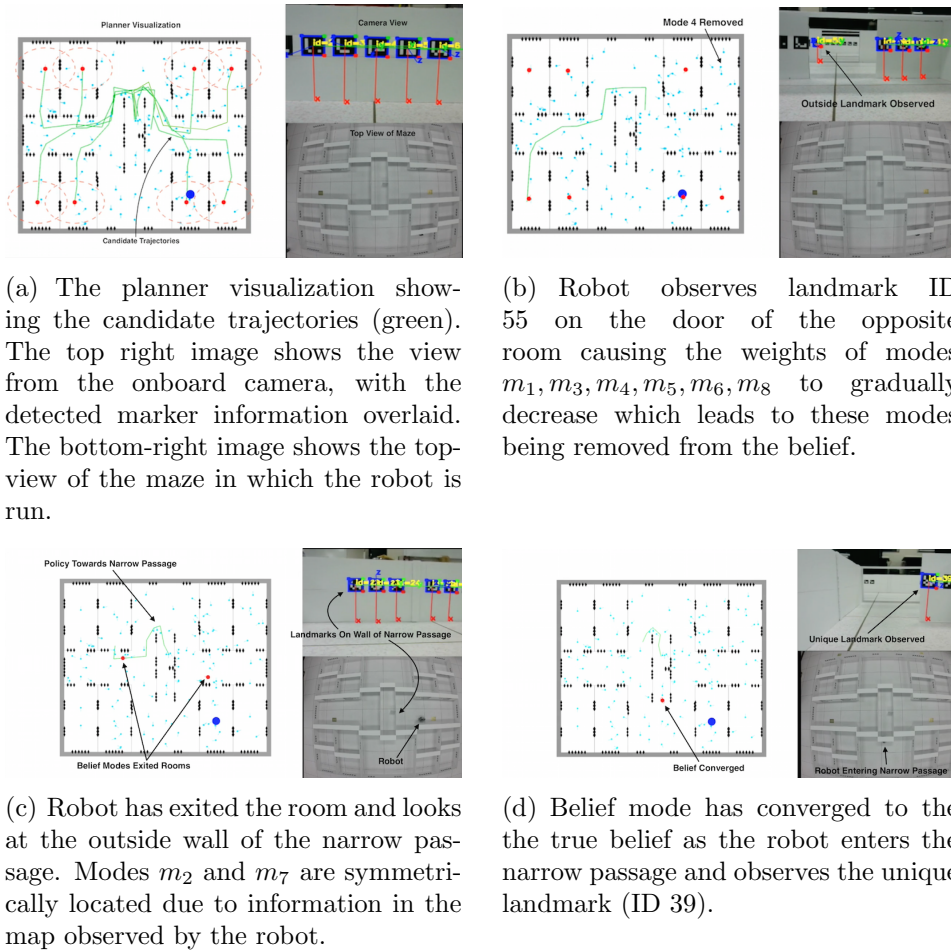 Planner Visualization
Camera View
Top View of Maze
Candidate Trajectories
Mode 4 Removed
Outside Landmark Observed
(a) The planner visualization show-
ing the candidate trajectories (green).
The top right image shows the view
from the onboard camera, with the
detected marker information overlaid.
The bottom-right image shows the top-
view of the maze in which the robot is
run.
(b) Robot observes landmark ID
55 on the door of the opposite
room causing the weights of modes
m₁, m₃, m₄, m₅, m₆, m₈ to gradually
decrease which leads to these modes
being removed from the belief.
Policy Towards Narrow Passage
Landmarks On Wall of Narrow Passage
Belief Modes Exited Rooms
Robot
Unique Landmark Observed
Belief Converged
Robot Entering Narrow Passage
(c) Robot has exited the room and looks
at the outside wall of the narrow pas-
sage. Modes m₂ and m₇ are symmetri-
cally located due to information in the
map observed by the robot.
(d) Belief mode has converged to the
the true belief as the robot enters the
narrow passage and observes the unique
landmark (ID 39).